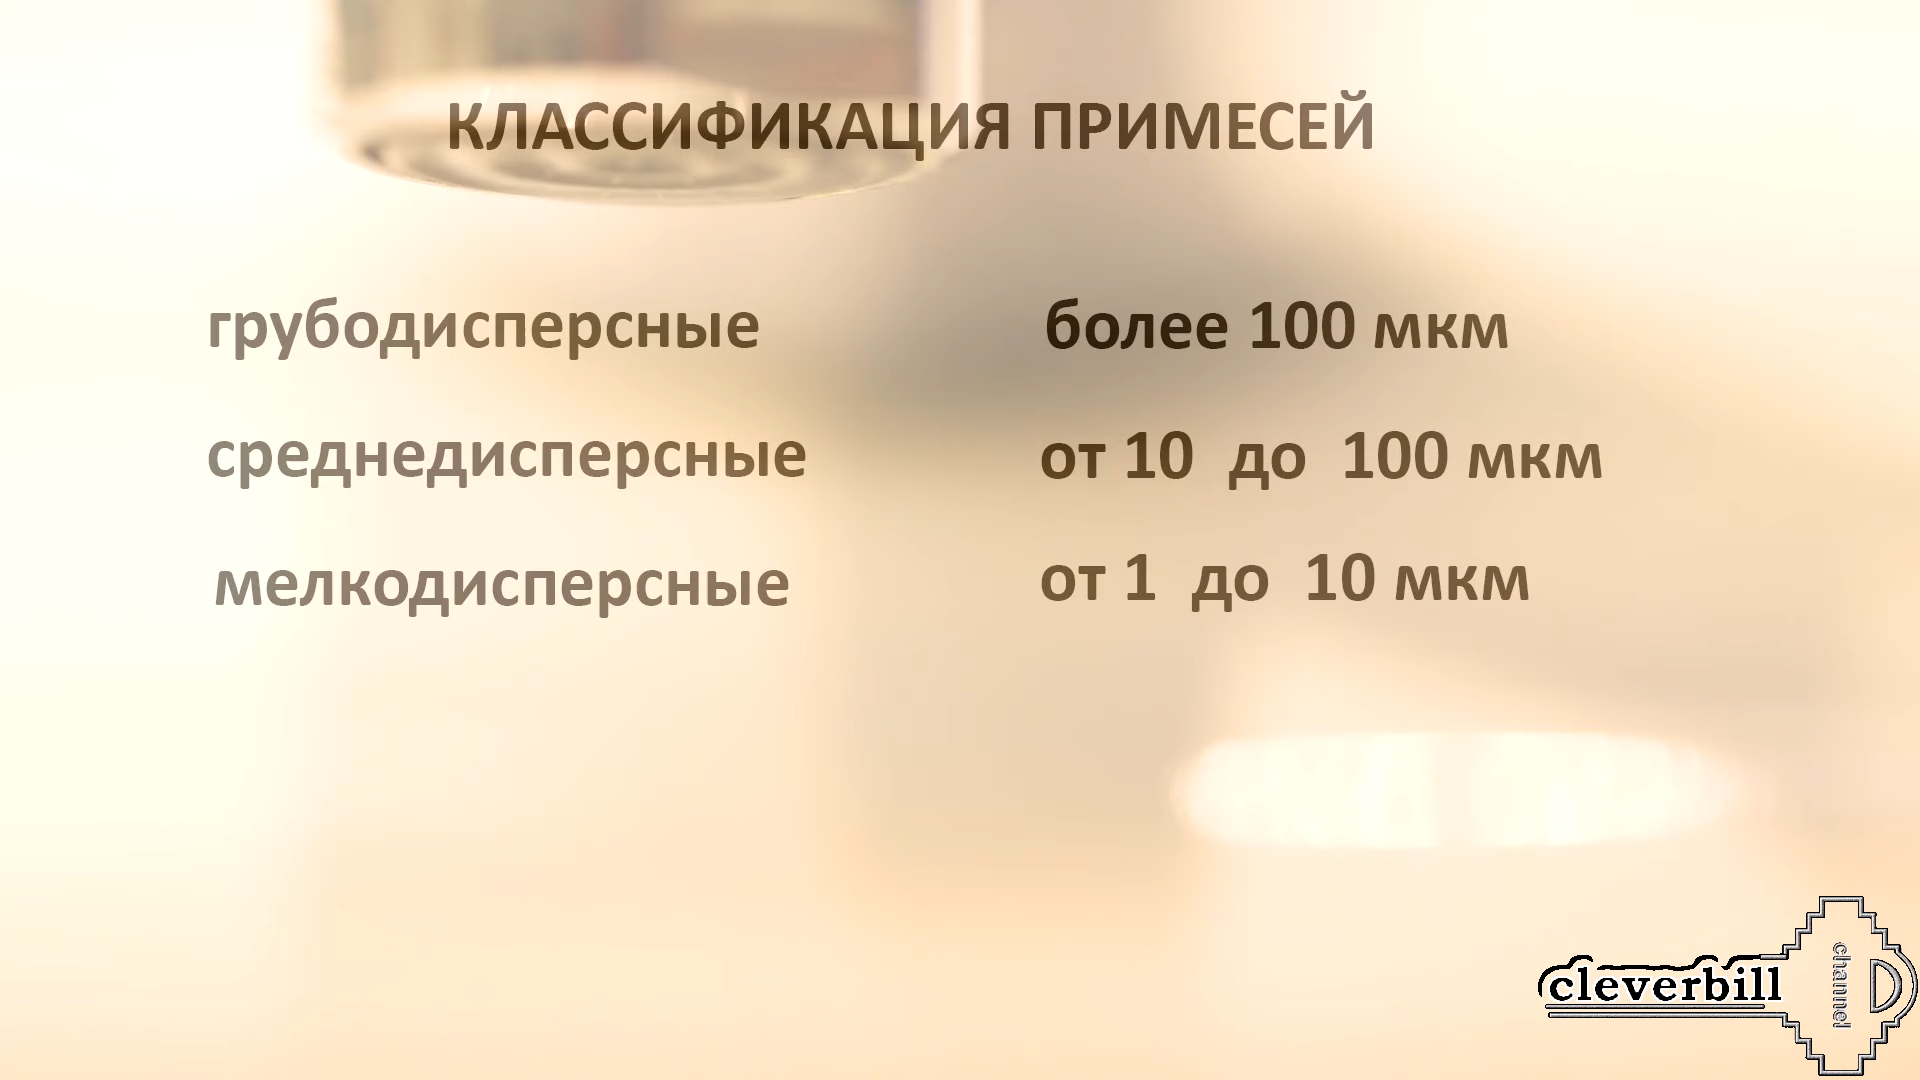 КЛАССИФИКАЦИЯ ПРИМЕСЕЙ
грубодисперсные более 100 мкм
среднедисперсные от 10 до 100 мкм
мелкодисперсные от 1 до 10 мкм
cleverbill
channel